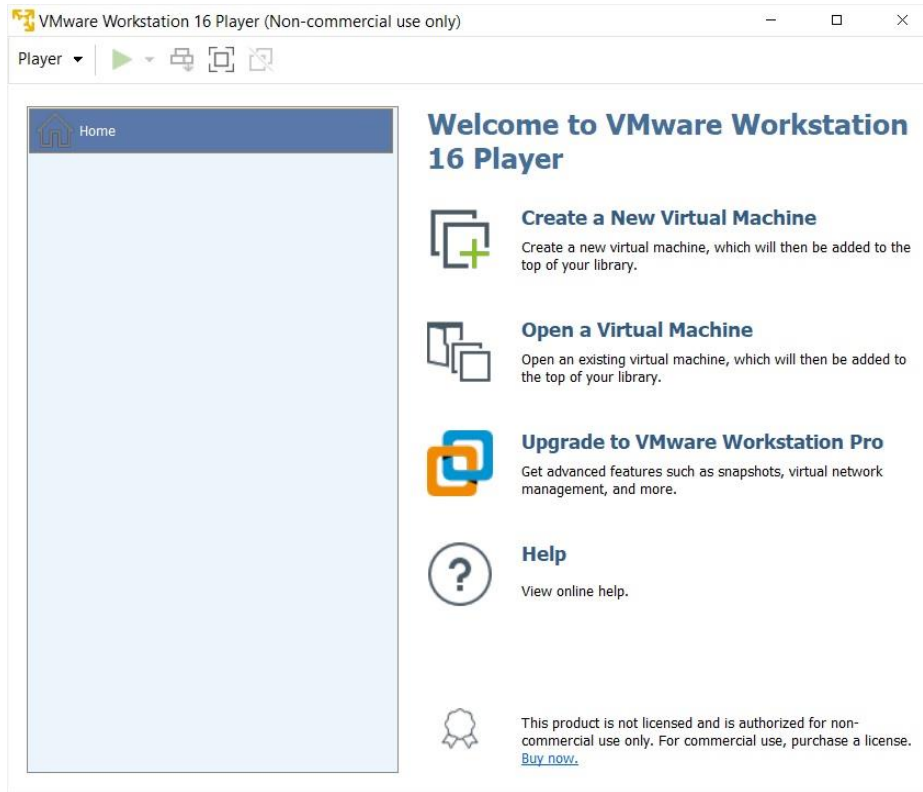 VMware Workstation 16 Player (Non-commercial use only)
Player
Home
Welcome to VMware Workstation
16 Player
Create a New Virtual Machine
Create a new virtual machine, which will then be added to the
top of your library.
Open a Virtual Machine
Open an existing virtual machine, which will then be added to
the top of your library.
Upgrade to VMware Workstation Pro
Get advanced features such as snapshots, virtual network
management, and more.
?
Help
View online help.
This product is not licensed and is authorized for non-
commercial use only. For commercial use, purchase a license.
Buy now.